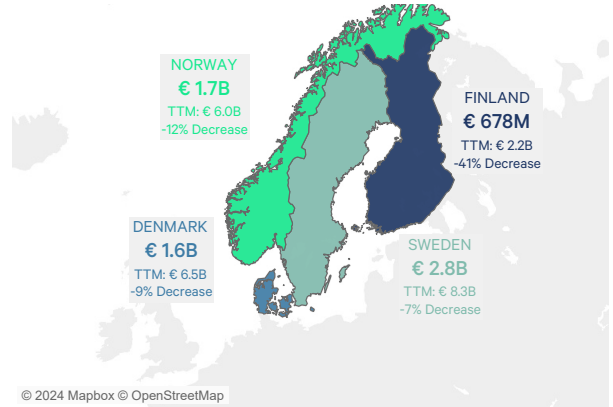 NORWAY
€ 1.7B
TTM: € 6.0B
-12% Decrease
FINLAND
€ 678M
TTM: € 2.2B
-41% Decrease
DENMARK
€ 1.6B
TTM: € 6.5B
-9% Decrease
SWEDEN
€ 2.8B
TTM: € 8.3B
-7% Decrease
© 2024 Mapbox © OpenStreetMap